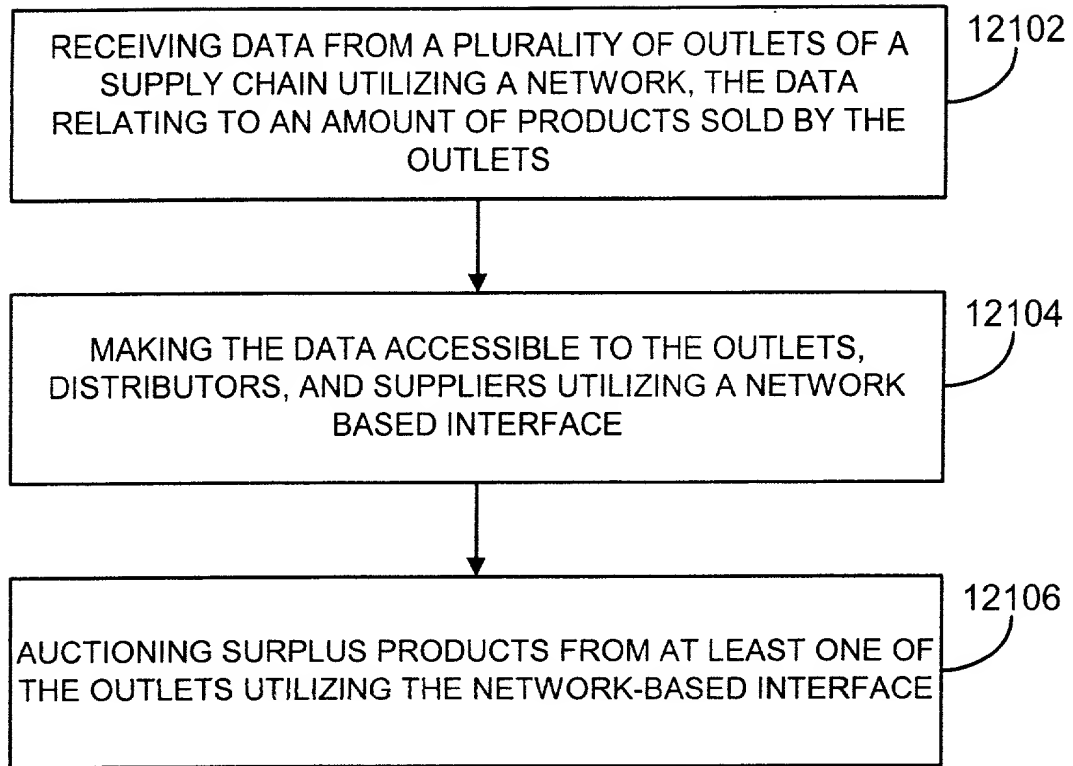 RECEIVING DATA FROM A PLURALITY OF OUTLETS OF A
SUPPLY CHAIN UTILIZING A NETWORK, THE DATA
RELATING TO AN AMOUNT OF PRODUCTS SOLD BY THE
OUTLETS
12102
MAKING THE DATA ACCESSIBLE TO THE OUTLETS,
DISTRIBUTORS, AND SUPPLIERS UTILIZING A NETWORK
BASED INTERFACE
12104
AUCTIONING SURPLUS PRODUCTS FROM AT LEAST ONE OF
THE OUTLETS UTILIZING THE NETWORK-BASED INTERFACE
12106